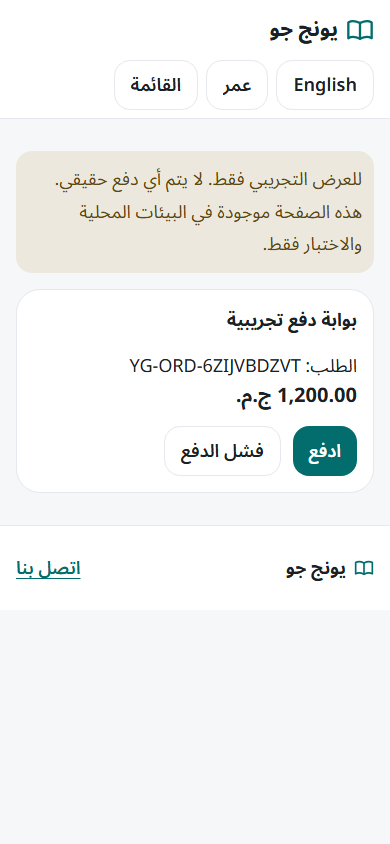 يونج جو
English
عمر
القائمة
للعرض التجريبي فقط. لا يتم أي دفع حقيقي.
هذه الصفحة موجودة في البيئات المحلية
والاختبار فقط.
بوابة دفع تجريبية
الطلب: YG-ORD-6ZIJVBDZVT
1,200.00 ج.م.
ادفع
فشل الدفع
يونج جو
اتصل بنا